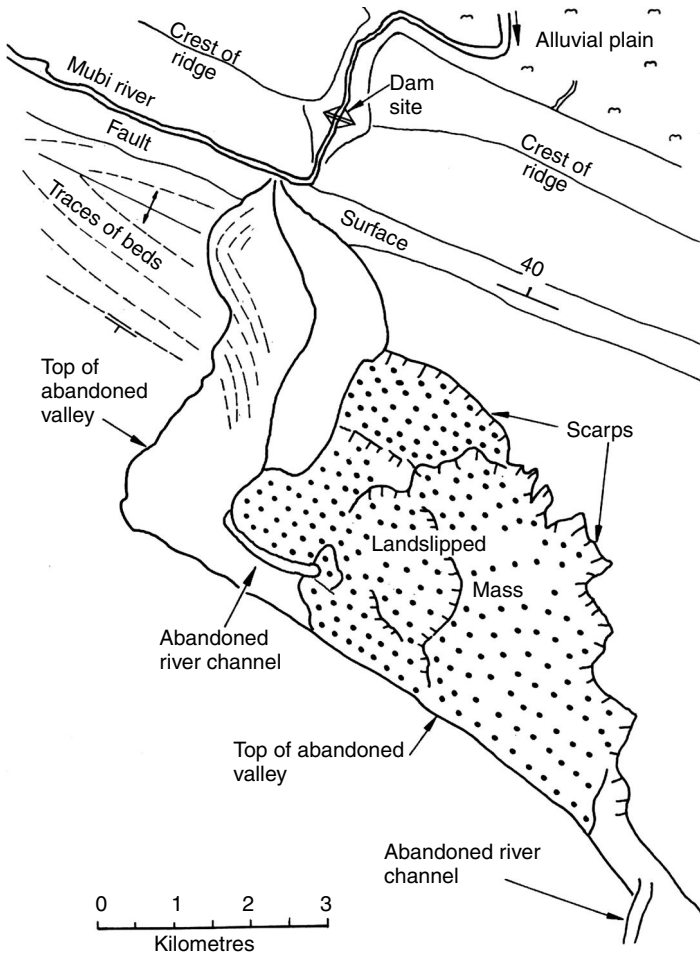 Crest of
ridge
Alluvial plain
Mubi river
Dam
site
Fault
Crest of
ridge
Traces of beds
Surface
40
Top of
abandoned
valley
Scarps
Landslipped
Mass
Abandoned
river channel
Top of abandoned
valley
Abandoned river
channel
0 1 2 3
Kilometres